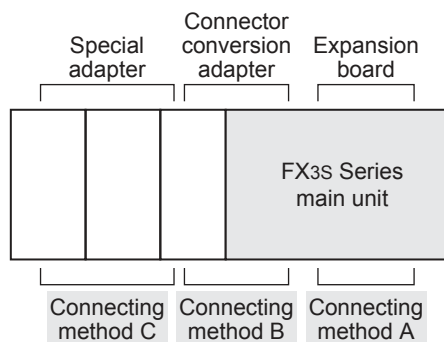 Special
adapter
Connector
conversion
adapter
Expansion
board
FX3S Series
main unit
Connecting
method C
Connecting
method B
Connecting
method A